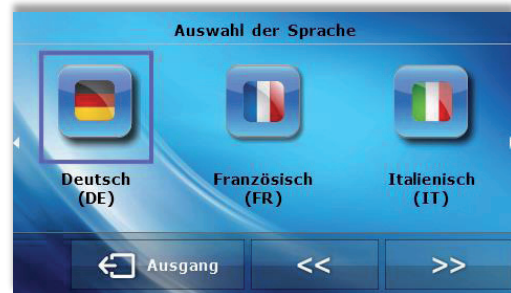 Auswahl der Sprache
Deutsch
(DE)
Französisch
(FR)
Italienisch
(IT)
Ausgang << >>